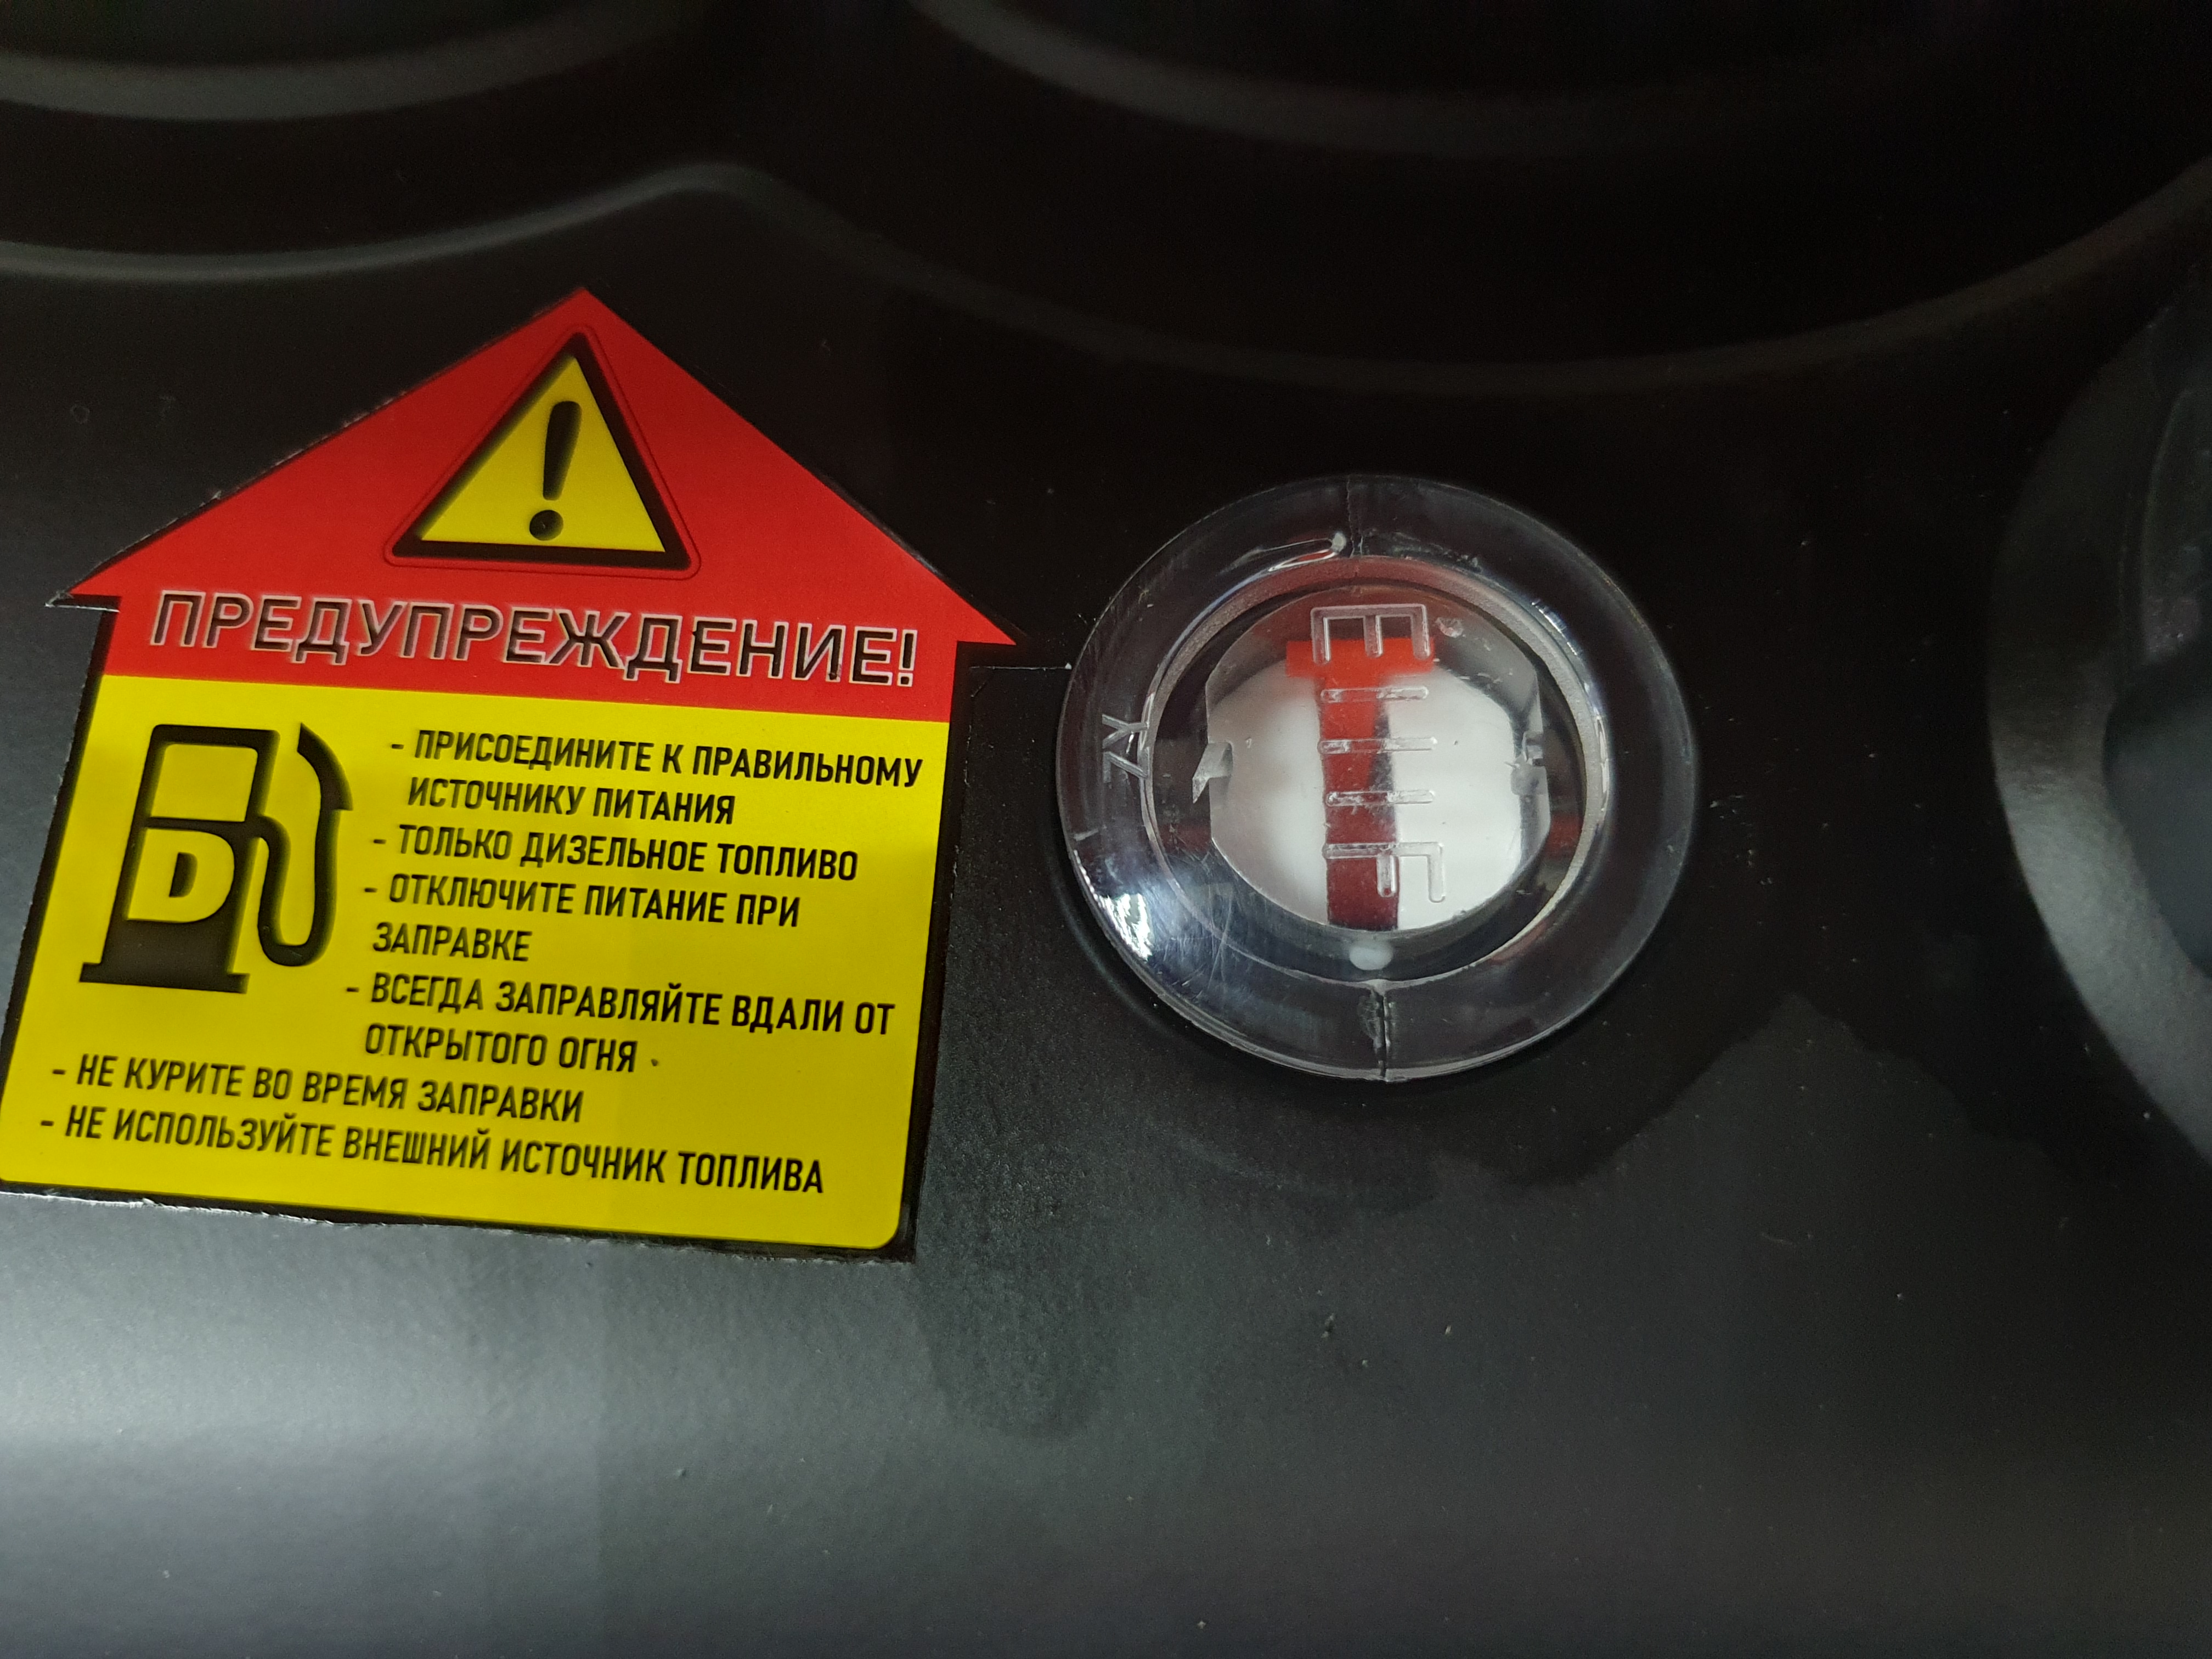 ПРЕДУПРЕЖДЕНИЕ!
D
- ПРИСОЕДИНИТЕ К ПРАВИЛЬНОМУ
ИСТОЧНИКУ ПИТАНИЯ
- ТОЛЬКО ДИЗЕЛЬНОЕ ТОПЛИВО
- ОТКЛЮЧИТЕ ПИТАНИЕ ПРИ
ЗАПРАВКЕ
- ВСЕГДА ЗАПРАВЛЯЙТЕ ВДАЛИ ОТ
ОТКРЫТОГО ОГНЯ
- НЕ КУРИТЕ ВО ВРЕМЯ ЗАПРАВКИ
- НЕ ИСПОЛЬЗУЙТЕ ВНЕШНИЙ ИСТОЧНИК ТОПЛИВА
E
F